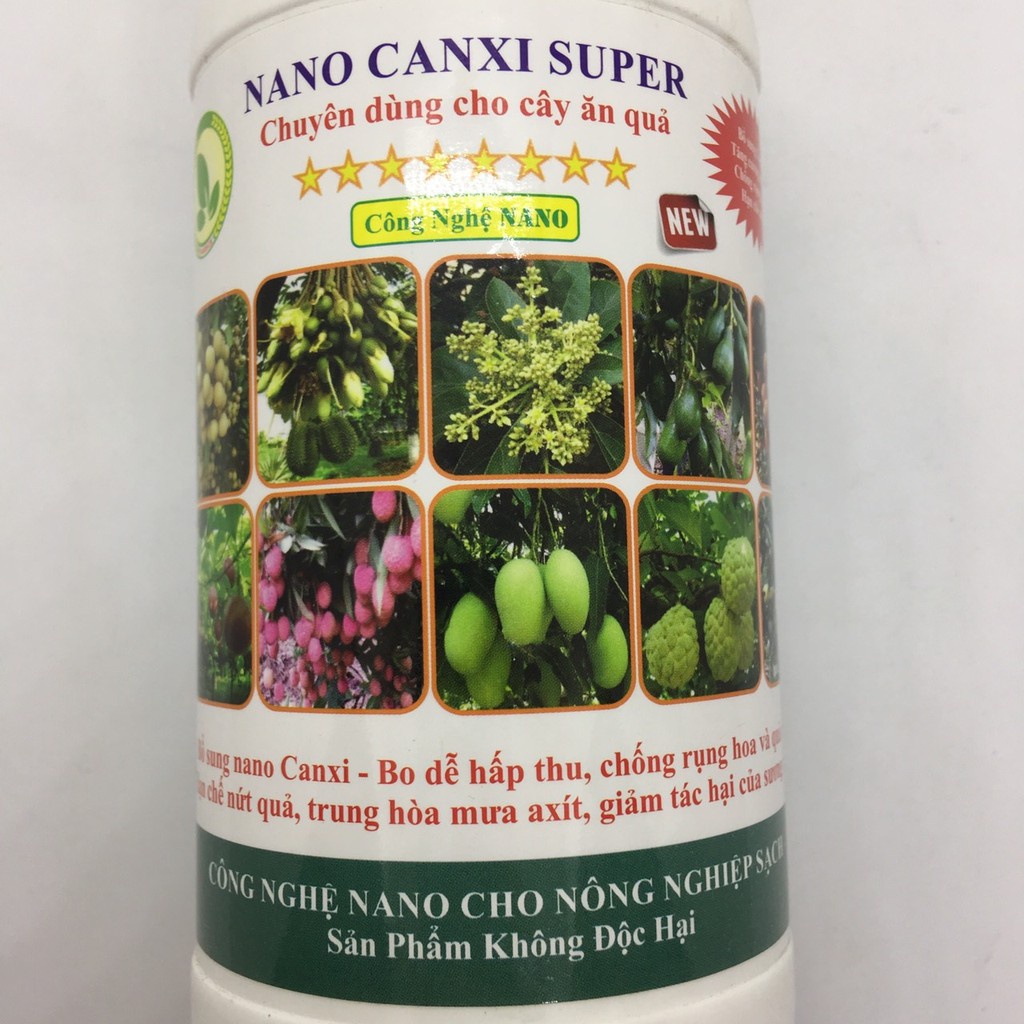 NANO CANXI SUPER
Chuyên dùng cho cây ăn quả
Công Nghệ NANO
NEW
sung nano Canxi - Bo dễ hấp thu, chống rụng hoa và
chế nứt quả, trung hòa mưa axít, giảm tác hại của
CÔNG NGHỆ NANO CHO NÔNG NGHIỆP SẠCH
Sản Phẩm Không Độc Hại